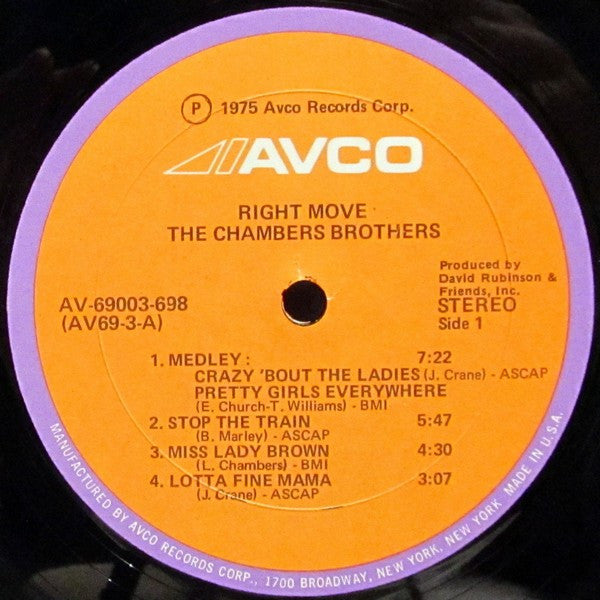 Ⓟ 1975 Avco Records Corp.
AVCO
RIGHT MOVE
THE CHAMBERS BROTHERS
Produced by
David Rubinson &
Friends, Inc.
AV-69003-698
STEREO
(AV69-3-A)
Side 1
1. MEDLEY : 7:22
CRAZY 'BOUT THE LADIES (J. Crane) - ASCAP
PRETTY GIRLS EVERYWHERE
(E. Church-T. Williams) - BMI
2. STOP THE TRAIN 5:47
(B. Marley) - ASCAP
3. MISS LADY BROWN 4:30
(L. Chambers) - BMI
4. LOTTA FINE MAMA 3:07
(J. Crane) - ASCAP
MANUFACTURED BY AVCO RECORDS CORP., 1700 BROADWAY, NEW YORK, NEW YORK MADE IN U.S.A.